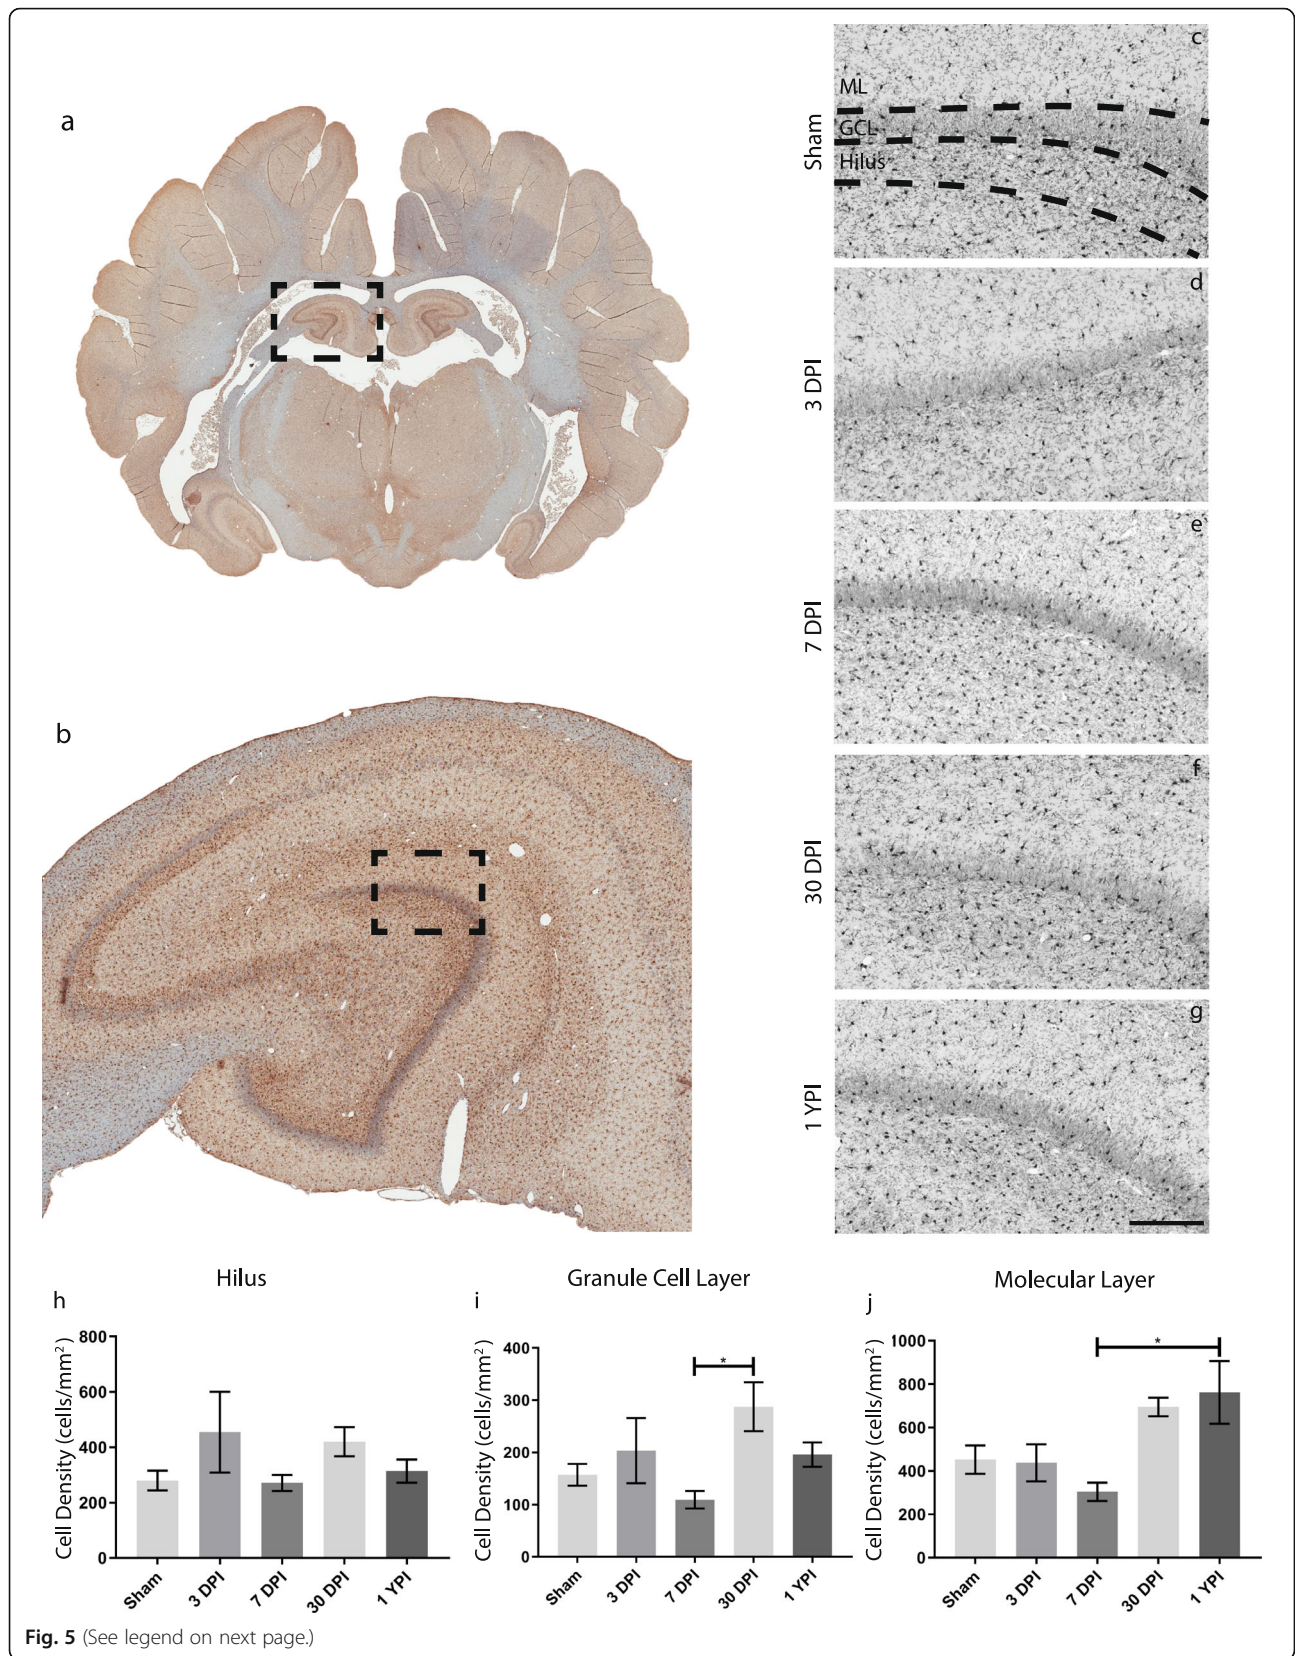 a
b
c
Sham
ML
GCL
Hilus
d
3 DPI
e
7 DPI
f
30 DPI
g
1 YPI
Hilus
h
Cell Density (cells/mm²)
800
600
400
200
0
Sham
3 DPI
7 DPI
30 DPI
1 YPI
Granule Cell Layer
i
Cell Density (cells/mm²)
400
300
200
100
0
*
Sham
3 DPI
7 DPI
30 DPI
1 YPI
Molecular Layer
j
Cell Density (cells/mm²)
1000
800
600
400
200
0
*
Sham
3 DPI
7 DPI
30 DPI
1 YPI
Fig. 5 (See legend on next page.)